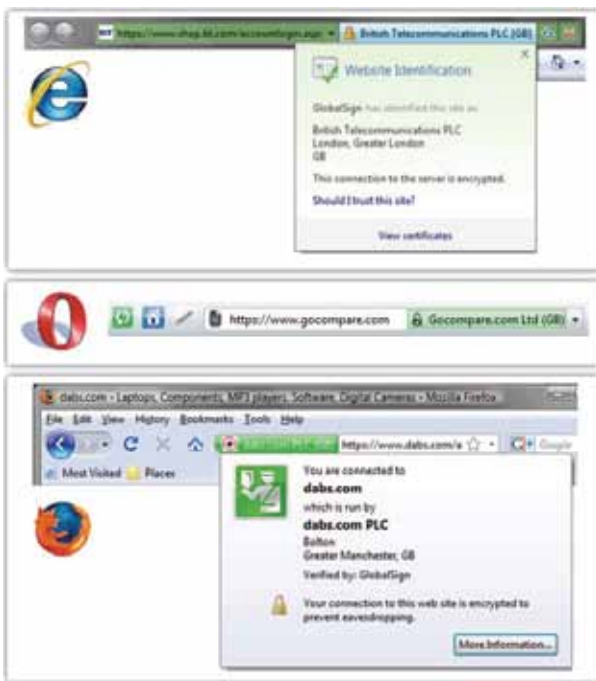 https://www.shop.bt.com/accountlogin.aspx British Telecommunications PLC [GB]
Website Identification
GlobalSign has identified this site as:
British Telecommunications PLC
London, Greater London
GB
This connection to the server is encrypted.
Should I trust this site?
View certificates
https://www.gocompare.com Gocompare.com Ltd (GB)
dabs.com - Laptops, Components, MP3 players, Software, Digital Cameras - Mozilla Firefox
File Edit View History Bookmarks Tools Help
dabs.com PLC (GB) https://www.dabs.com/a Google
Most Visited Places
You are connected to
dabs.com
which is run by
dabs.com PLC
Bolton
Greater Manchester, GB
Verified by: GlobalSign
Your connection to this web site is encrypted to
prevent eavesdropping.
More Information...